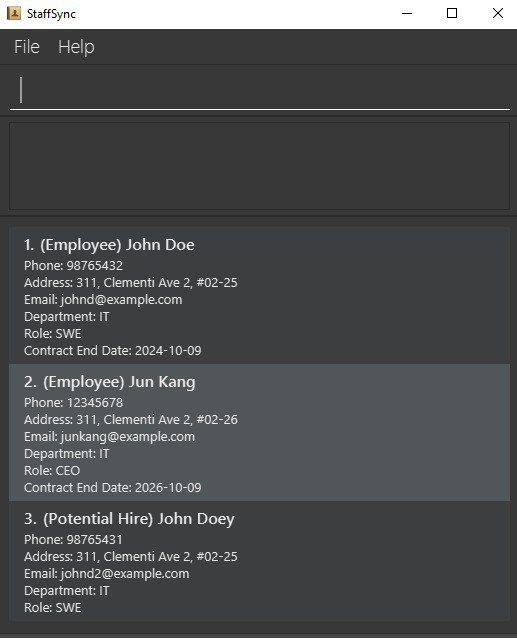 StaffSync
File Help
1. (Employee) John Doe
Phone: 98765432
Address: 311, Clementi Ave 2, #02-25
Email: johnd@example.com
Department: IT
Role: SWE
Contract End Date: 2024-10-09
2. (Employee) Jun Kang
Phone: 12345678
Address: 311, Clementi Ave 2, #02-26
Email: junkang@example.com
Department: IT
Role: CEO
Contract End Date: 2026-10-09
3. (Potential Hire) John Doey
Phone: 98765431
Address: 311, Clementi Ave 2, #02-25
Email: johnd2@example.com
Department: IT
Role: SWE